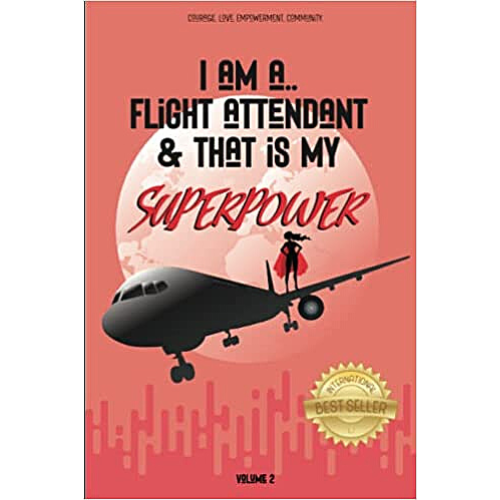 COURAGE. LOVE. EMPOWERMENT. COMMUNITY.
I AM A..
FLIGHT ATTENDANT
& THAT IS MY
SUPERPOWER
INTERNATIONAL
BEST SELLER
VOLUME 2